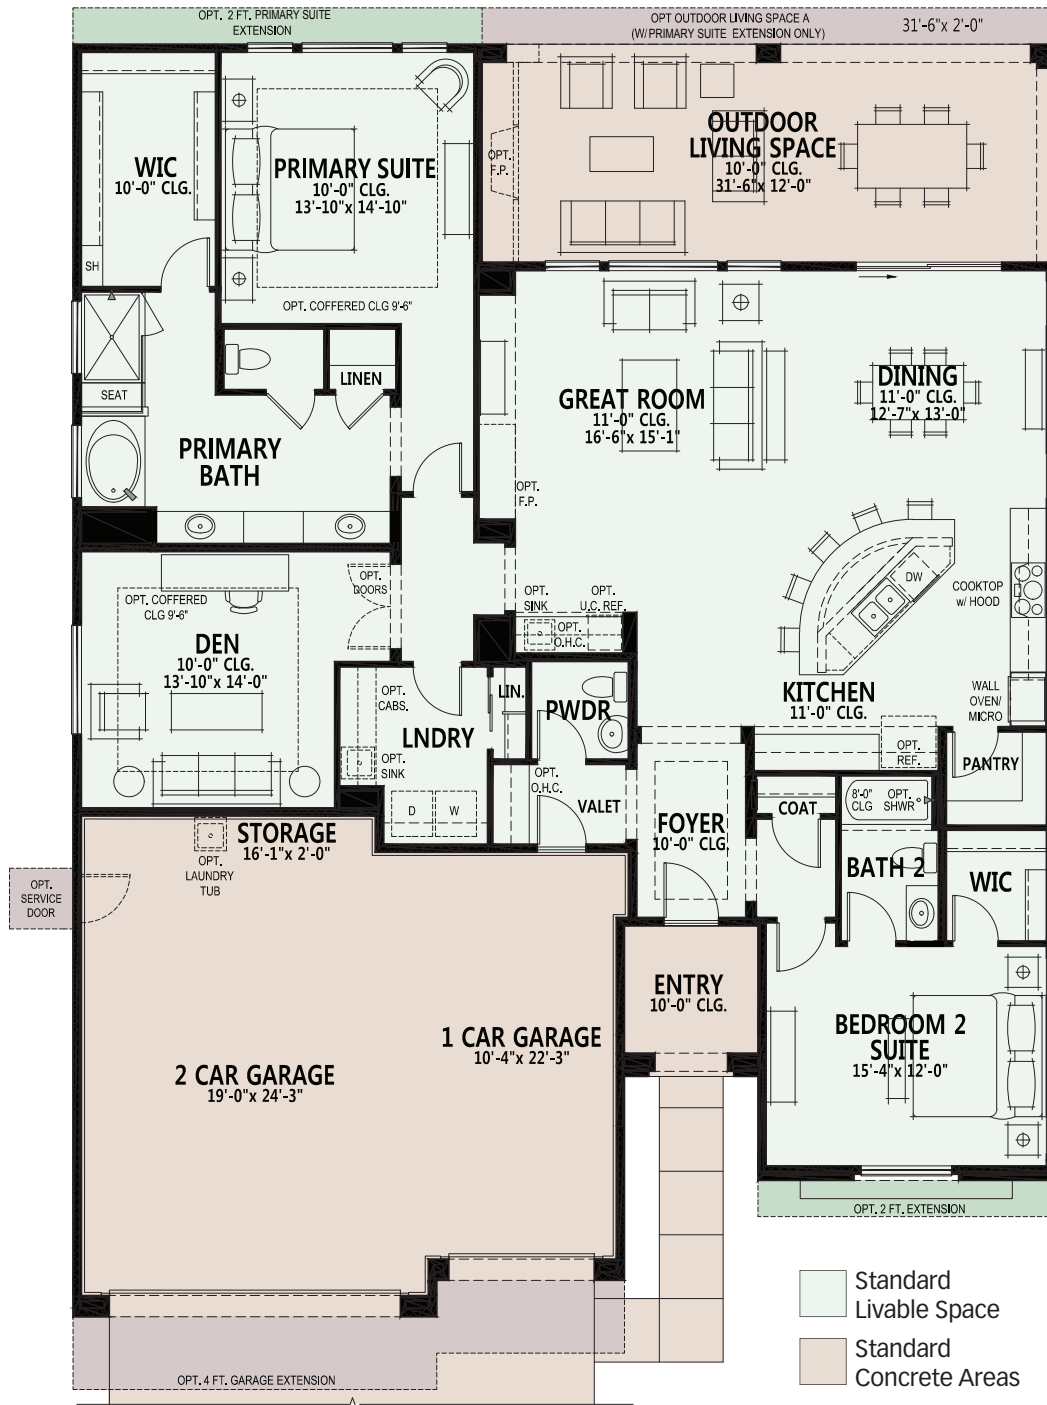 OPT. 2 FT. PRIMARY SUITE
EXTENSION
OPT OUTDOOR LIVING SPACE A
(W/ PRIMARY SUITE EXTENSION ONLY)
31'-6"x 2'-0"
WIC
10'-0" CLG.
SH
PRIMARY SUITE
10'-0" CLG.
13'-10"x 14'-10"
OPT. COFFERED CLG 9'-6"
OPT.
F.P.
OUTDOOR
LIVING SPACE
10'-0" CLG.
31'-6"x 12'-0"
SEAT
LINEN
PRIMARY
BATH
GREAT ROOM
11'-0" CLG.
16'-6"x 15'-1"
DINING
11'-0" CLG.
12'-7"x 13'-0"
OPT.
F.P.
OPT. COFFERED
CLG 9'-6"
OPT.
DOORS
DEN
10'-0" CLG.
13'-10"x 14'-0"
OPT.
SINK
OPT.
U.C. REF.
OPT.
O.H.C.
DW
COOKTOP
w/ HOOD
KITCHEN
11'-0" CLG.
WALL
OVEN/
MICRO
OPT.
CABS.
LIN.
PWDR
LNDRY
OPT.
SINK
OPT.
O.H.C.
D
W
VALET
OPT.
REF.
PANTRY
FOYER
10'-0" CLG.
COAT
8'-0"
CLG
OPT.
SHWR
BATH 2
WIC
STORAGE
16'-1"x 2'-0"
OPT.
LAUNDRY
TUB
OPT.
SERVICE
DOOR
ENTRY
10'-0" CLG.
1 CAR GARAGE
10'-4"x 22'-3"
2 CAR GARAGE
19'-0"x 24'-3"
BEDROOM 2
SUITE
15'-4"x 12'-0"
OPT. 2 FT. EXTENSION
OPT. 4 FT. GARAGE EXTENSION
Standard
Livable Space
Standard
Concrete Areas